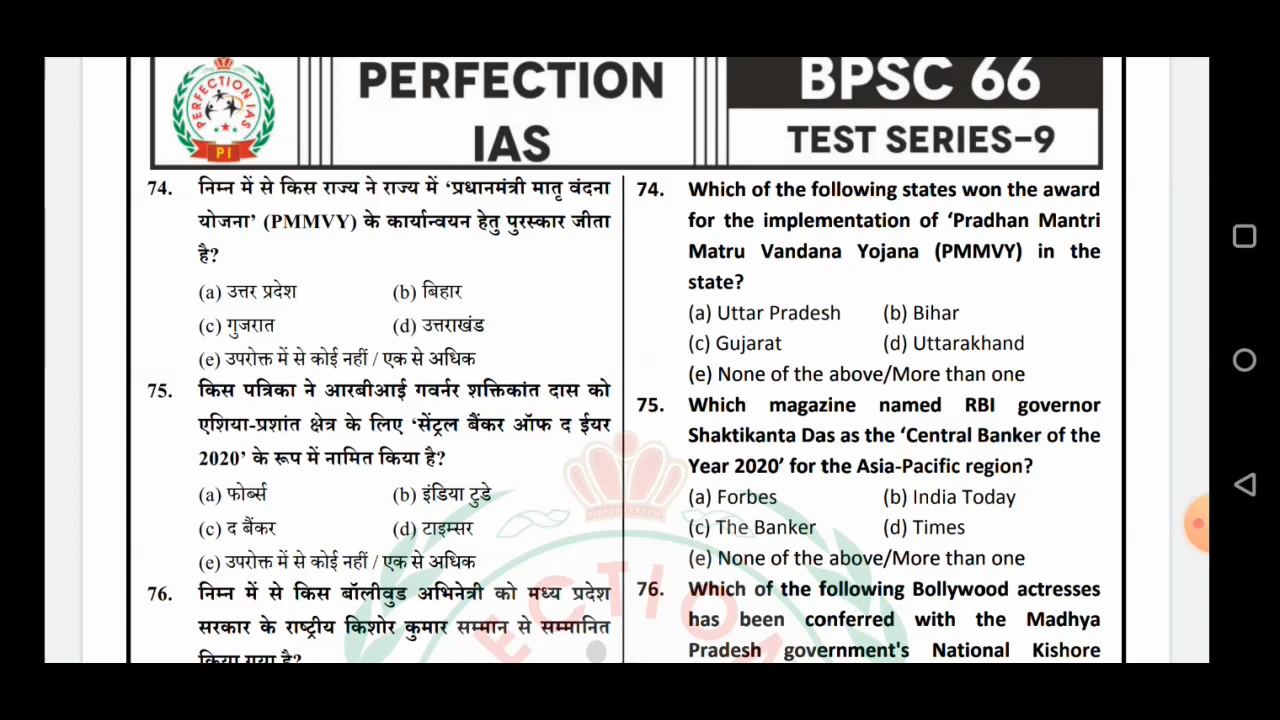 PERFECTION IAS
PI
PERFECTION
IAS
BPSC 66
TEST SERIES-9
74. निम्न में से किस राज्य ने राज्य में ‘प्रधानमंत्री मातृ वंदना
योजना’ (PMMVY) के कार्यान्वयन हेतु पुरस्कार जीता
है?
(a) उत्तर प्रदेश (b) बिहार
(c) गुजरात (d) उत्तराखंड
(e) उपरोक्त में से कोई नहीं / एक से अधिक
75. किस पत्रिका ने आरबीआई गवर्नर शक्तिकांत दास को
एशिया-प्रशांत क्षेत्र के लिए ‘सेंट्रल बैंकर ऑफ द ईयर
2020’ के रूप में नामित किया है?
(a) फोर्ब्स (b) इंडिया टुडे
(c) द बैंकर (d) टाइम्सर
(e) उपरोक्त में से कोई नहीं / एक से अधिक
76. निम्न में से किस बॉलीवुड अभिनेत्री को मध्य प्रदेश
सरकार के राष्ट्रीय किशोर कुमार सम्मान से सम्मानित
किया गया है?
74. Which of the following states won the award
for the implementation of ‘Pradhan Mantri
Matru Vandana Yojana (PMMVY) in the
state?
(a) Uttar Pradesh (b) Bihar
(c) Gujarat (d) Uttarakhand
(e) None of the above/More than one
75. Which magazine named RBI governor
Shaktikanta Das as the ‘Central Banker of the
Year 2020’ for the Asia-Pacific region?
(a) Forbes (b) India Today
(c) The Banker (d) Times
(e) None of the above/More than one
76. Which of the following Bollywood actresses
has been conferred with the Madhya
Pradesh government's National Kishore
ECTION